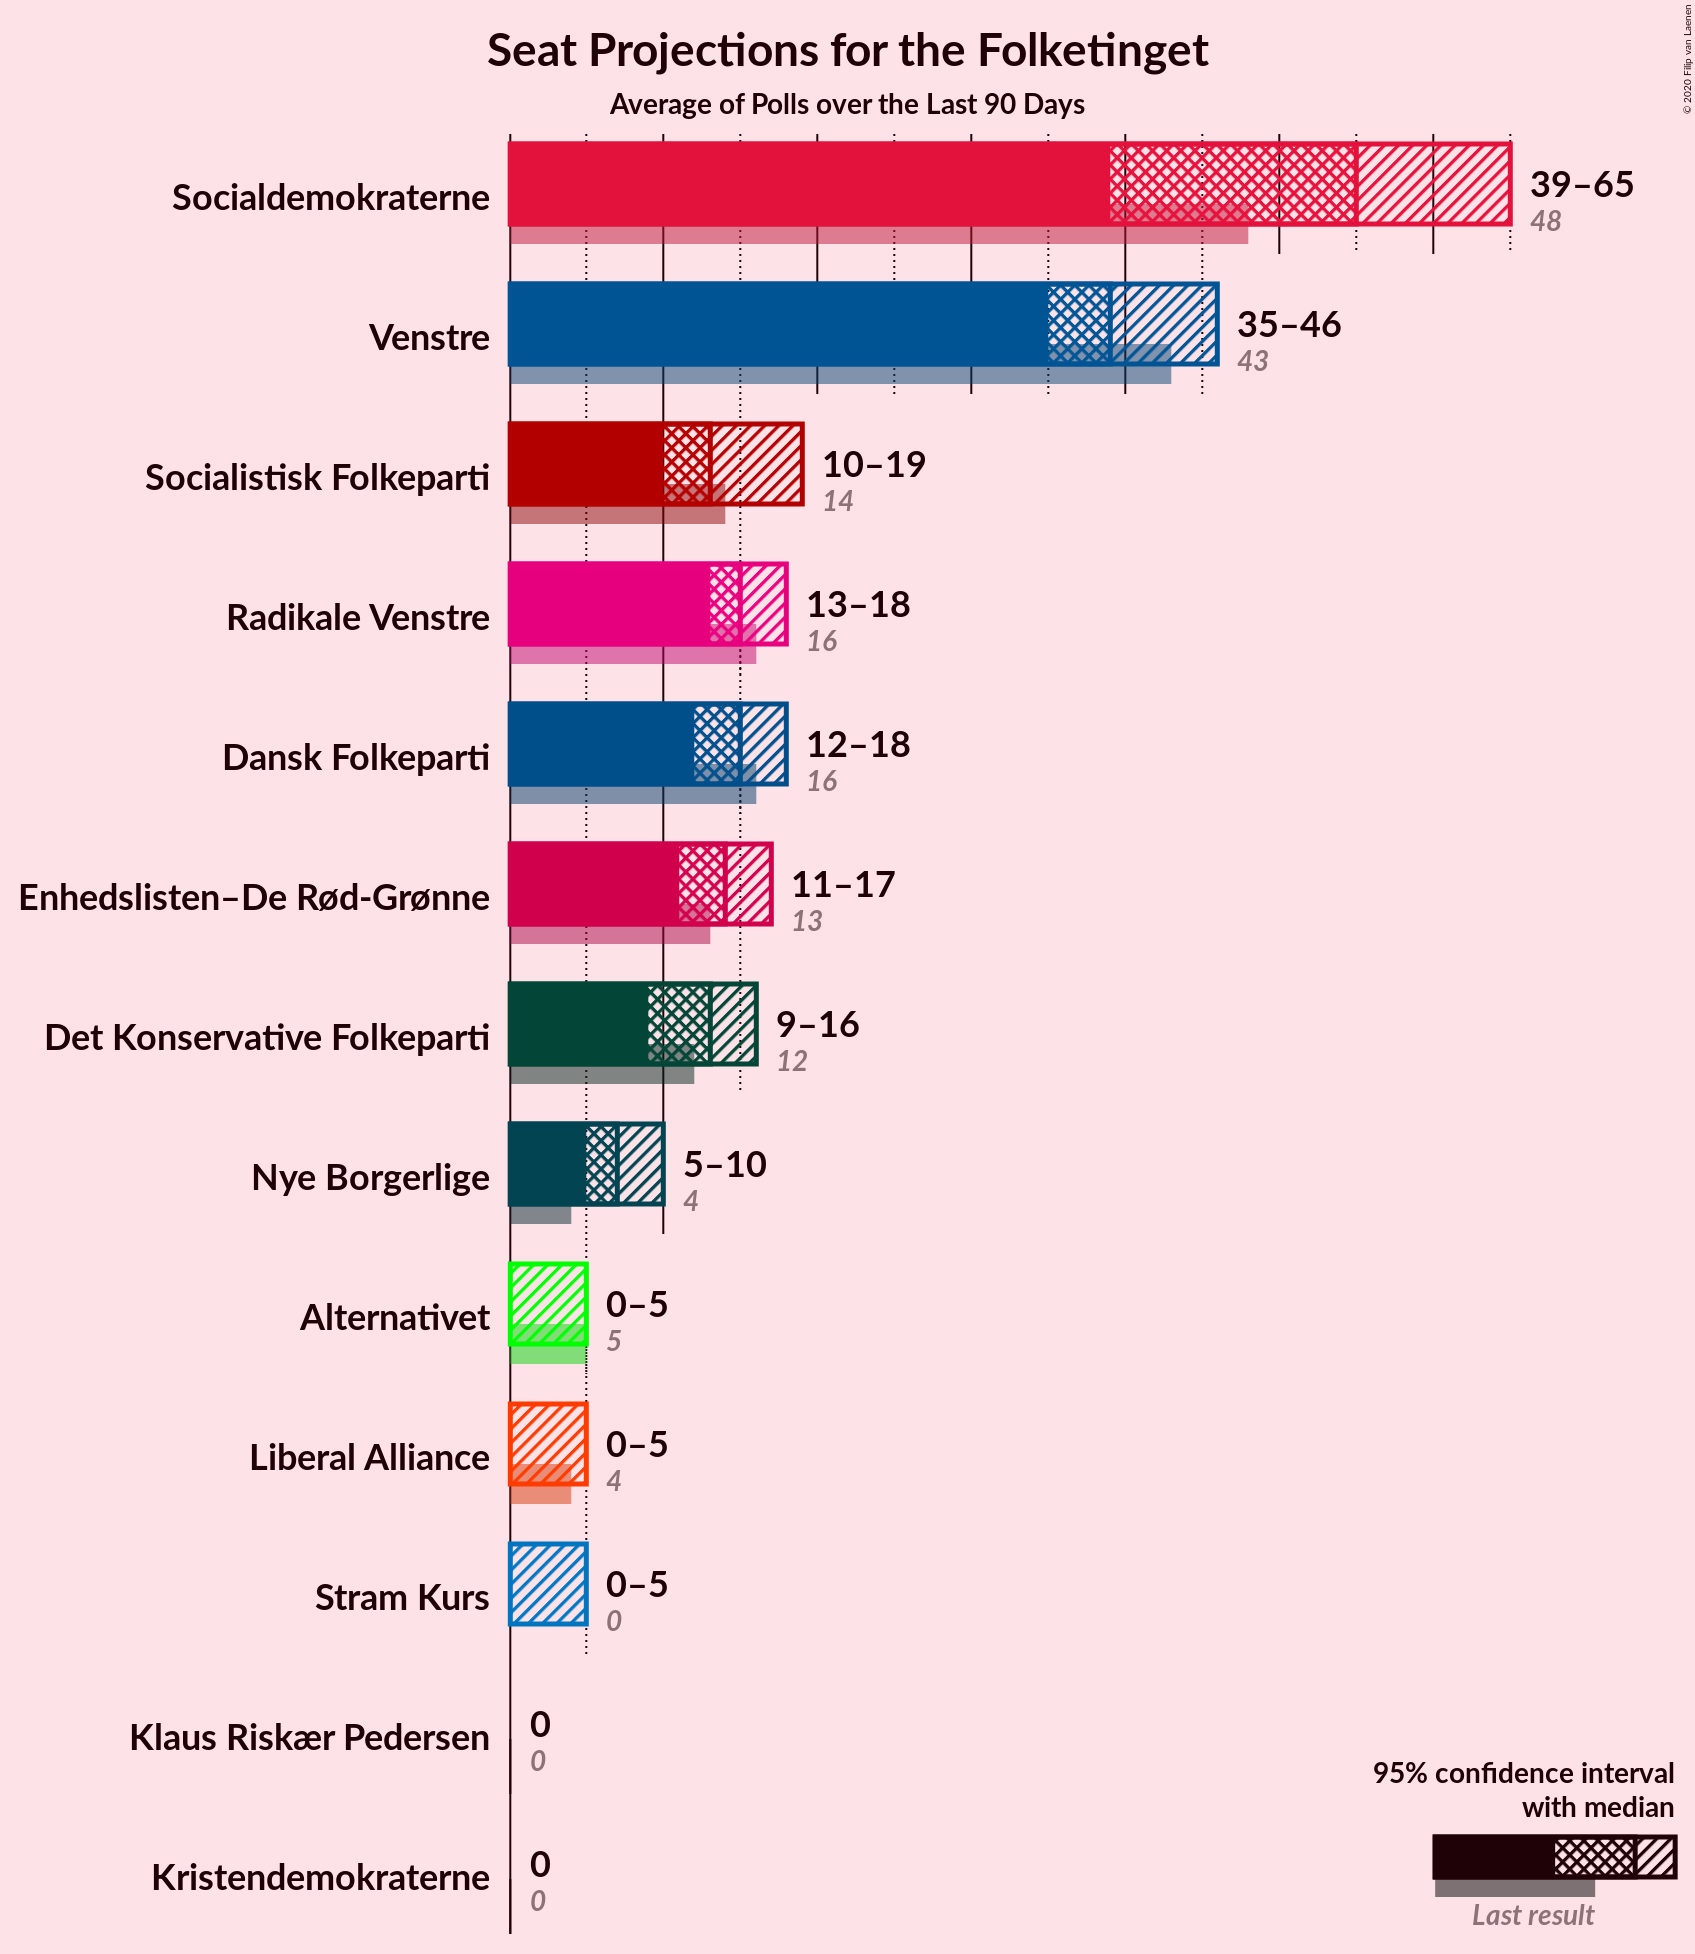 Seat Projections for the Folketinget
Average of Polls over the Last 90 Days
© 2020 Filip van Laenen
Socialdemokraterne
39–65
48
Venstre
35–46
43
Socialistisk Folkeparti
10–19
14
Radikale Venstre
13–18
16
Dansk Folkeparti
12–18
16
Enhedslisten–De Rød-Grønne
11–17
13
Det Konservative Folkeparti
9–16
12
Nye Borgerlige
5–10
4
Alternativet
0–5
5
Liberal Alliance
0–5
4
Stram Kurs
0–5
0
Klaus Riskær Pedersen
0
0
Kristendemokraterne
0
0
95% confidence interval
with median
Last result